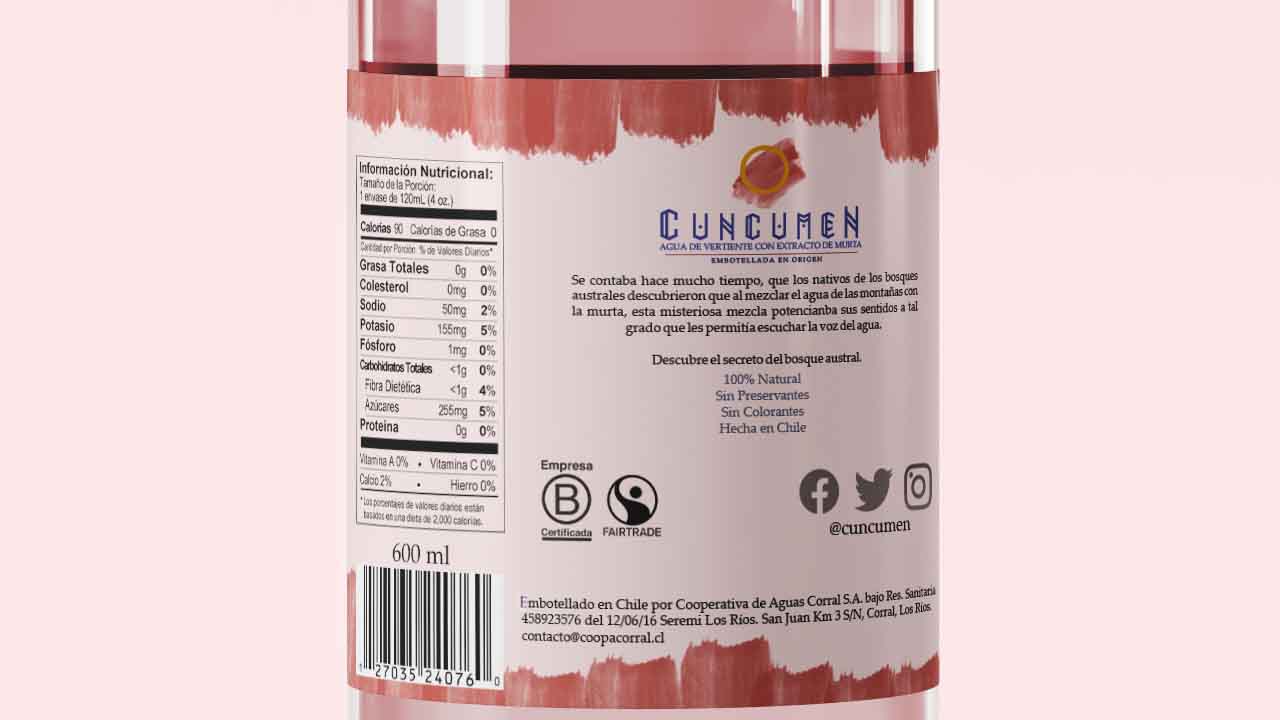 Información Nutricional:
Tamaño de la Porción:
1 envase de 120mL (4 oz.)
Calorías 90 Calorías de Grasa 0
Cantidad por Porción % de Valores Diarios*
Grasa Totales 0g 0%
Colesterol 0mg 0%
Sodio 50mg 2%
Potasio 155mg 5%
Fósforo 1mg 0%
Carbohidratos Totales <1g 0%
Fibra Dietética <1g 4%
Azúcares 255mg 5%
Proteína 0g 0%
Vitamina A 0% • Vitamina C 0%
Calcio 2% • Hierro 0%
* Los porcentajes de valores diarios están
basados en una dieta de 2,000 calorías.
600 ml
1 27035 24076 0
CUNCUMEN
AGUA DE VERTIENTE CON EXTRACTO DE MURTA
EMBOTELLADA EN ORIGEN
Se contaba hace mucho tiempo, que los nativos de los bosques
australes descubrieron que al mezclar el agua de las montañas con
la murta, esta misteriosa mezcla potencianba sus sentidos a tal
grado que les permitía escuchar la voz del agua.
Descubre el secreto del bosque austral.
100% Natural
Sin Preservantes
Sin Colorantes
Hecha en Chile
Empresa
B
Certificada
FAIRTRADE
@cuncumen
Embotellado en Chile por Cooperativa de Aguas Corral S.A. bajo Res. Sanitaria
458923576 del 12/06/16 Seremi Los Ríos. San Juan Km 3 S/N, Corral, Los Ríos.
contacto@coopacorral.cl